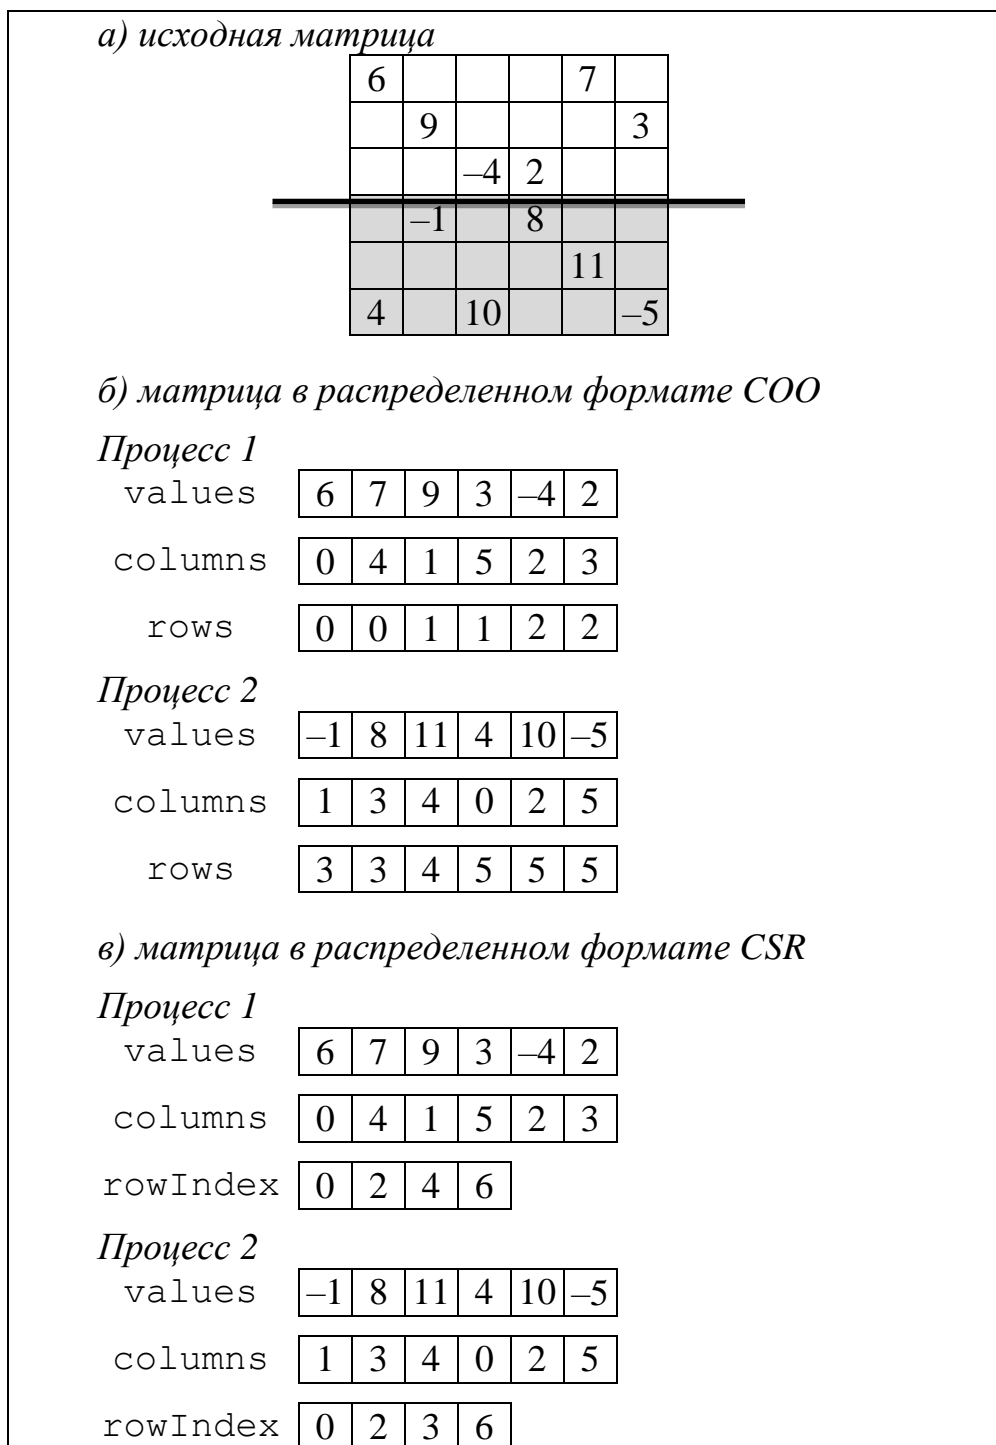 а) исходная матрица
6 7
9 3
–4 2
–1 8
11
4 10 –5
б) матрица в распределенном формате COO
Процесс 1
values 6 7 9 3 –4 2
columns 0 4 1 5 2 3
rows 0 0 1 1 2 2
Процесс 2
values –1 8 11 4 10 –5
columns 1 3 4 0 2 5
rows 3 3 4 5 5 5
в) матрица в распределенном формате CSR
Процесс 1
values 6 7 9 3 –4 2
columns 0 4 1 5 2 3
rowIndex 0 2 4 6
Процесс 2
values –1 8 11 4 10 –5
columns 1 3 4 0 2 5
rowIndex 0 2 3 6